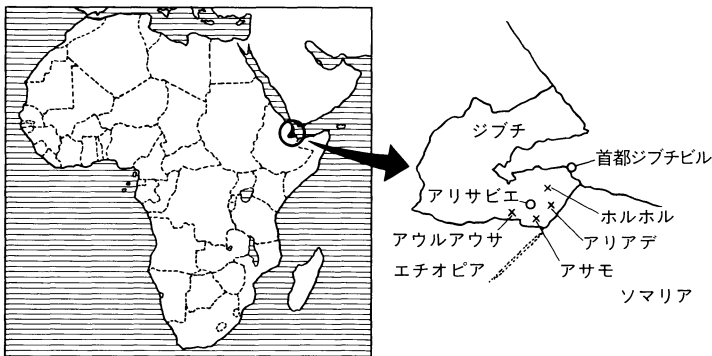 ジブチ
首都ジブチビル
アリサビエ
ホルホル
アウルアウサ
アリアデ
エチオピア
アサモ
ソマリア